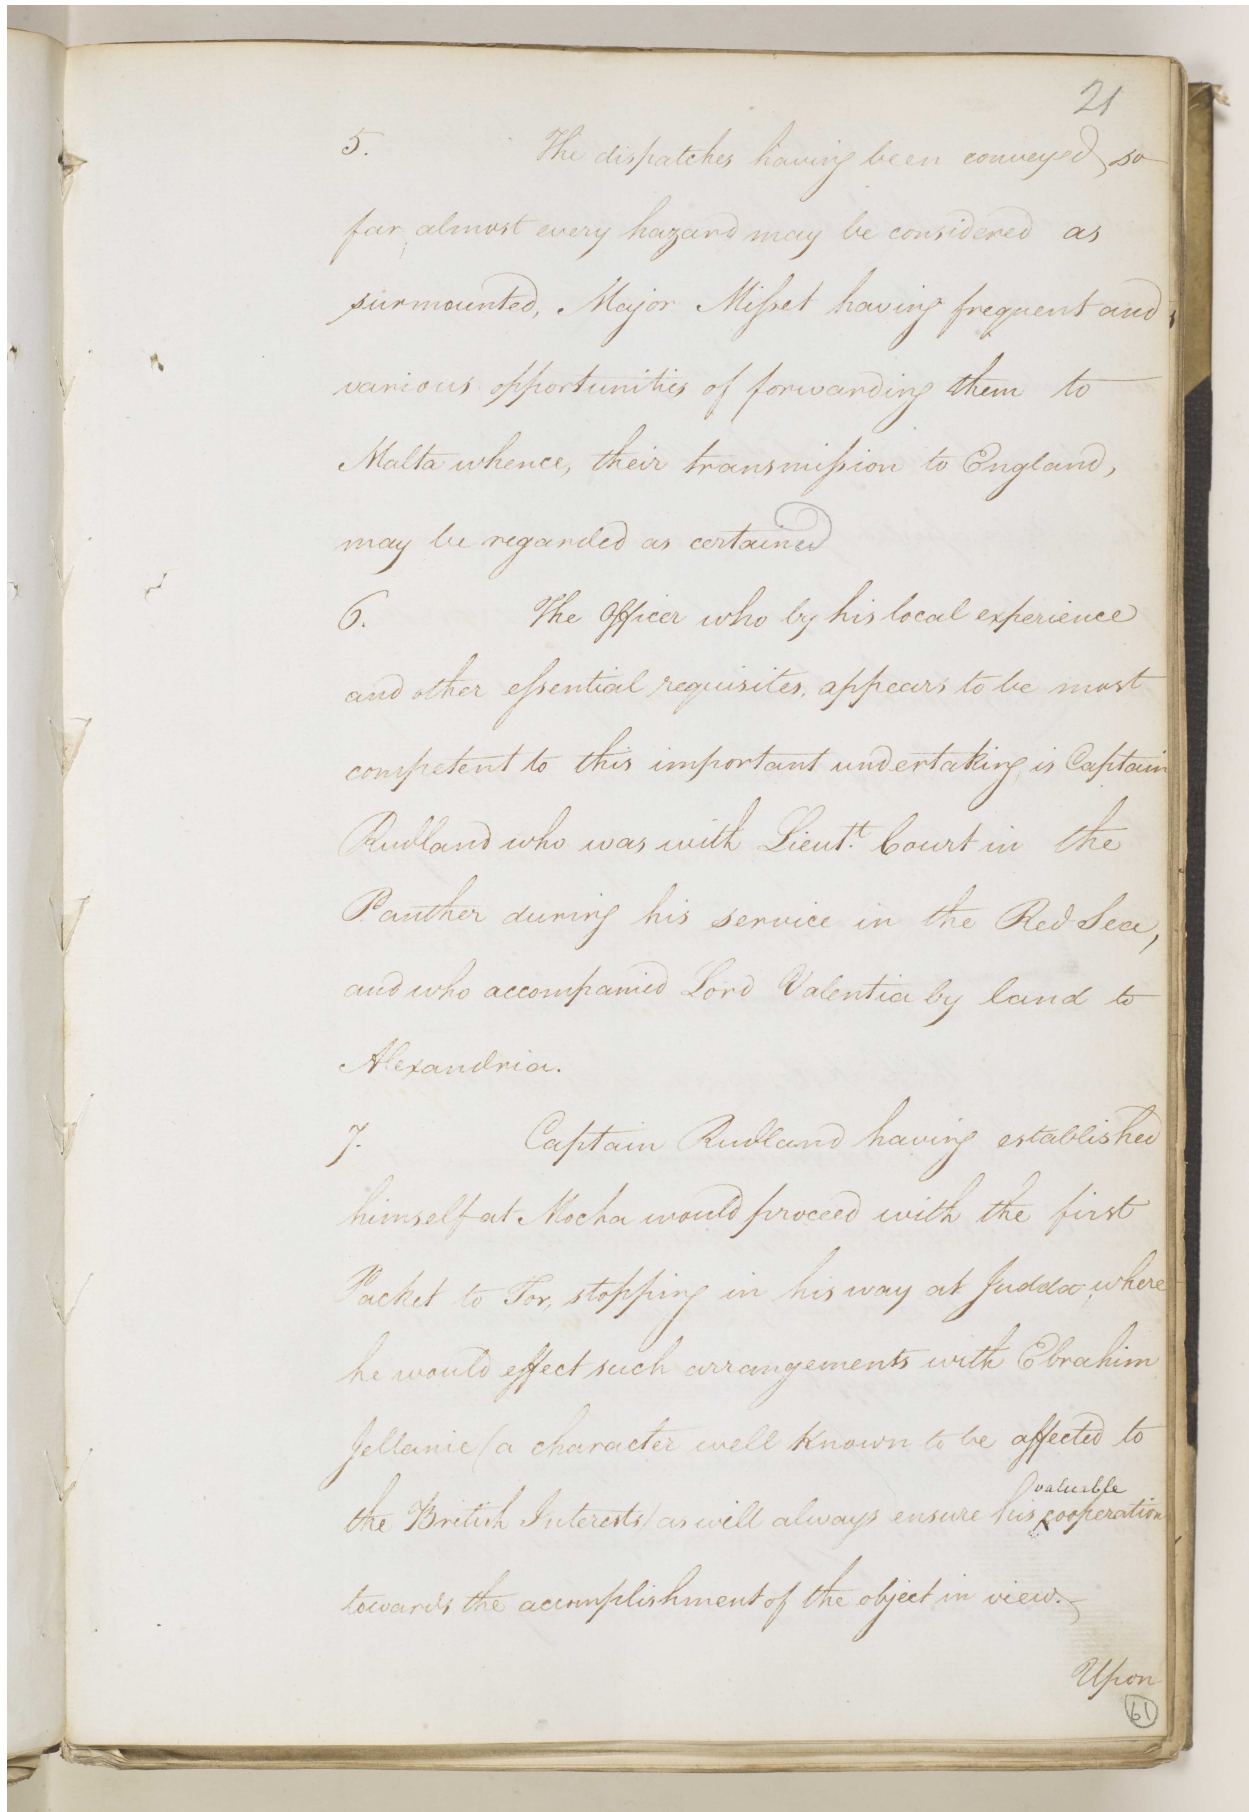 21
5. The dispatches having been conveyed so
far, almost every hazard may be considered as
surmounted, Major Misset having frequent and
various opportunities of forwarding them to
Malta whence, their transmission to England,
may be regarded as certained
6. The Officer who by his local experience
and other essential requisites, appears to be most
competent to this important undertaking is Captain
Rudland who was with Lieut.t Court in the
Panther during his service in the Red Sea,
and who accompanied Lord Valentia by land to
Alexandria.
7. Captain Rudland having established
himself at Mocha would proceed with the first
Packet to Tor, stopping in his way at Judda, where
he would effect such arrangements with Ebrahim
Jellanie (a character well known to be affected to
the British Interests) as will always ensure his valuable cooperation
towards the accomplishment of the object in view.
Upon
61